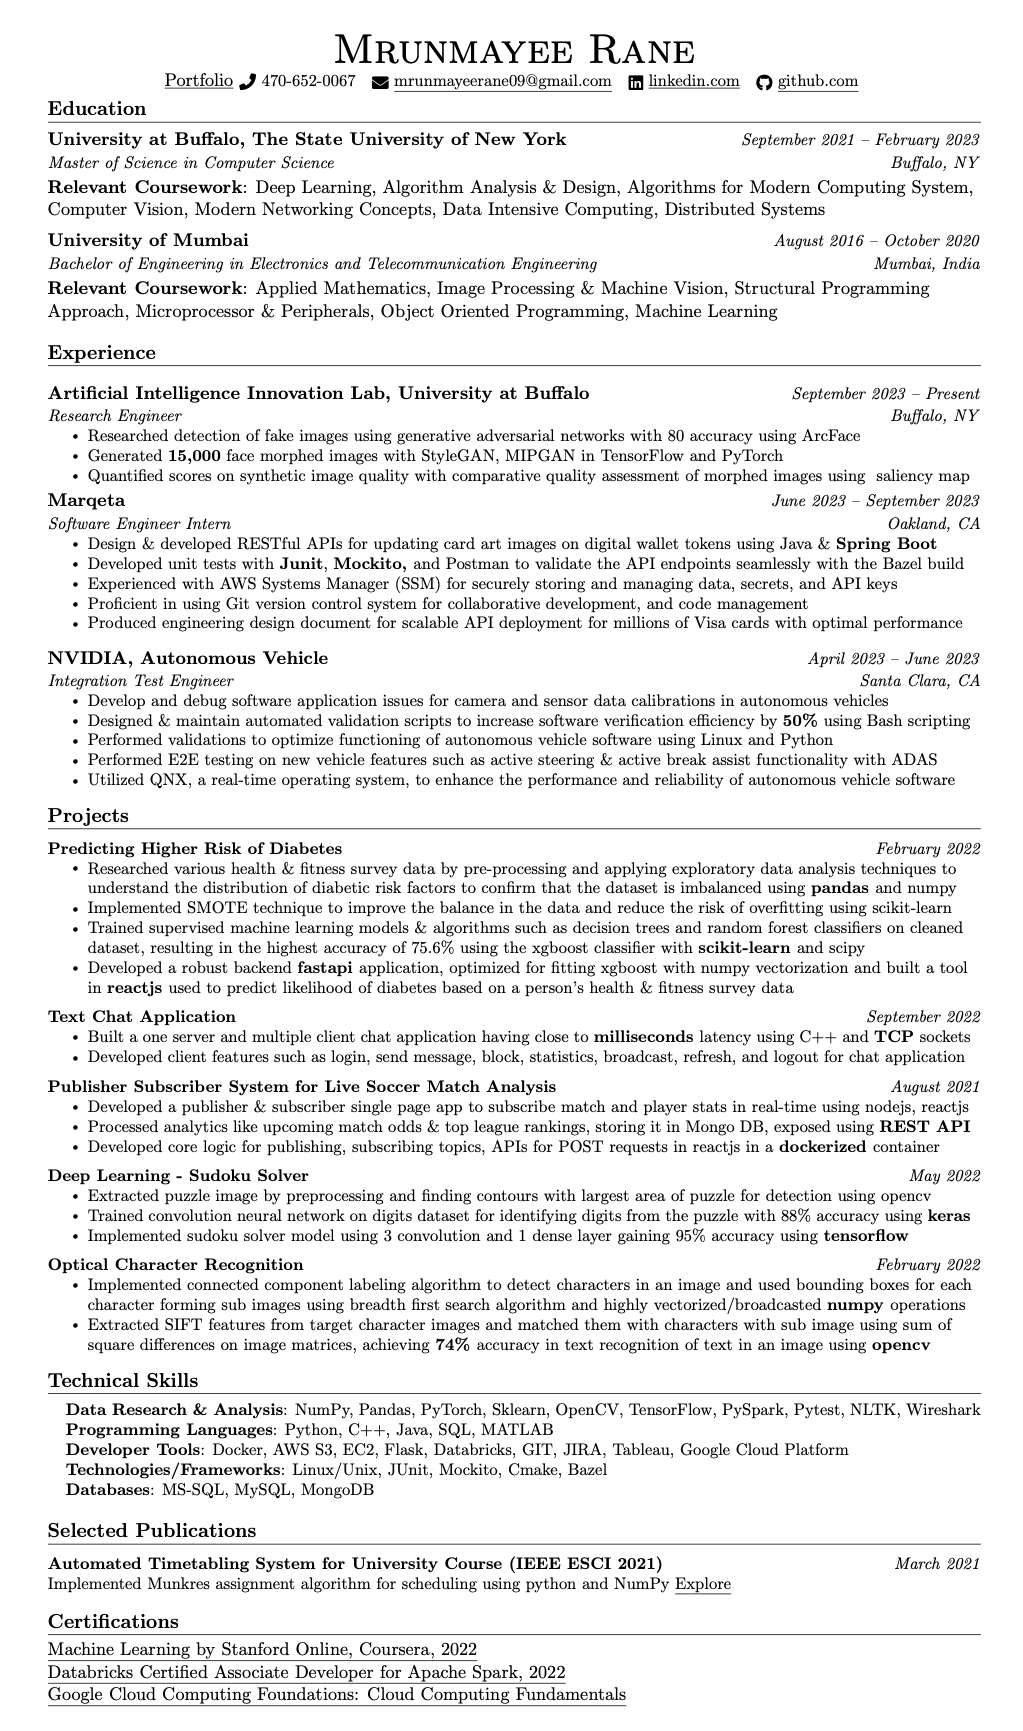 Mrunmayee Rane
Portfolio 470-652-0067 mrunmayeerane09@gmail.com linkedin.com github.com
Education
University at Buffalo, The State University of New York September 2021 – February 2023
Master of Science in Computer Science Buffalo, NY
Relevant Coursework: Deep Learning, Algorithm Analysis & Design, Algorithms for Modern Computing System,
Computer Vision, Modern Networking Concepts, Data Intensive Computing, Distributed Systems
University of Mumbai August 2016 – October 2020
Bachelor of Engineering in Electronics and Telecommunication Engineering Mumbai, India
Relevant Coursework: Applied Mathematics, Image Processing & Machine Vision, Structural Programming
Approach, Microprocessor & Peripherals, Object Oriented Programming, Machine Learning
Experience
Artificial Intelligence Innovation Lab, University at Buffalo September 2023 – Present
Research Engineer Buffalo, NY
• Researched detection of fake images using generative adversarial networks with 80 accuracy using ArcFace
• Generated 15,000 face morphed images with StyleGAN, MIPGAN in TensorFlow and PyTorch
• Quantified scores on synthetic image quality with comparative quality assessment of morphed images using saliency map
Marqeta June 2023 – September 2023
Software Engineer Intern Oakland, CA
• Design & developed RESTful APIs for updating card art images on digital wallet tokens using Java & Spring Boot
• Developed unit tests with Junit, Mockito, and Postman to validate the API endpoints seamlessly with the Bazel build
• Experienced with AWS Systems Manager (SSM) for securely storing and managing data, secrets, and API keys
• Proficient in using Git version control system for collaborative development, and code management
• Produced engineering design document for scalable API deployment for millions of Visa cards with optimal performance
NVIDIA, Autonomous Vehicle April 2023 – June 2023
Integration Test Engineer Santa Clara, CA
• Develop and debug software application issues for camera and sensor data calibrations in autonomous vehicles
• Designed & maintain automated validation scripts to increase software verification efficiency by 50% using Bash scripting
• Performed validations to optimize functioning of autonomous vehicle software using Linux and Python
• Performed E2E testing on new vehicle features such as active steering & active break assist functionality with ADAS
• Utilized QNX, a real-time operating system, to enhance the performance and reliability of autonomous vehicle software
Projects
Predicting Higher Risk of Diabetes February 2022
• Researched various health & fitness survey data by pre-processing and applying exploratory data analysis techniques to
understand the distribution of diabetic risk factors to confirm that the dataset is imbalanced using pandas and numpy
• Implemented SMOTE technique to improve the balance in the data and reduce the risk of overfitting using scikit-learn
• Trained supervised machine learning models & algorithms such as decision trees and random forest classifiers on cleaned
dataset, resulting in the highest accuracy of 75.6% using the xgboost classifier with scikit-learn and scipy
• Developed a robust backend fastapi application, optimized for fitting xgboost with numpy vectorization and built a tool
in reactjs used to predict likelihood of diabetes based on a person's health & fitness survey data
Text Chat Application September 2022
• Built a one server and multiple client chat application having close to milliseconds latency using C++ and TCP sockets
• Developed client features such as login, send message, block, statistics, broadcast, refresh, and logout for chat application
Publisher Subscriber System for Live Soccer Match Analysis August 2021
• Developed a publisher & subscriber single page app to subscribe match and player stats in real-time using nodejs, reactjs
• Processed analytics like upcoming match odds & top league rankings, storing it in Mongo DB, exposed using REST API
• Developed core logic for publishing, subscribing topics, APIs for POST requests in reactjs in a dockerized container
Deep Learning - Sudoku Solver May 2022
• Extracted puzzle image by preprocessing and finding contours with largest area of puzzle for detection using opencv
• Trained convolution neural network on digits dataset for identifying digits from the puzzle with 88% accuracy using keras
• Implemented sudoku solver model using 3 convolution and 1 dense layer gaining 95% accuracy using tensorflow
Optical Character Recognition February 2022
• Implemented connected component labeling algorithm to detect characters in an image and used bounding boxes for each
character forming sub images using breadth first search algorithm and highly vectorized/broadcasted numpy operations
• Extracted SIFT features from target character images and matched them with characters with sub image using sum of
square differences on image matrices, achieving 74% accuracy in text recognition of text in an image using opencv
Technical Skills
Data Research & Analysis: NumPy, Pandas, PyTorch, Sklearn, OpenCV, TensorFlow, PySpark, Pytest, NLTK, Wireshark
Programming Languages: Python, C++, Java, SQL, MATLAB
Developer Tools: Docker, AWS S3, EC2, Flask, Databricks, GIT, JIRA, Tableau, Google Cloud Platform
Technologies/Frameworks: Linux/Unix, JUnit, Mockito, Cmake, Bazel
Databases: MS-SQL, MySQL, MongoDB
Selected Publications
Automated Timetabling System for University Course (IEEE ESCI 2021) March 2021
Implemented Munkres assignment algorithm for scheduling using python and NumPy Explore
Certifications
Machine Learning by Stanford Online, Coursera, 2022
Databricks Certified Associate Developer for Apache Spark, 2022
Google Cloud Computing Foundations: Cloud Computing Fundamentals